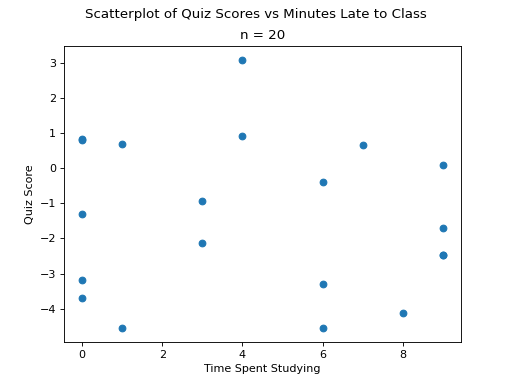 Scatterplot of Quiz Scores vs Minutes Late to Class
n = 20
3
2
1
0
−1
−2
−3
−4
Quiz Score
0 2 4 6 8
Time Spent Studying